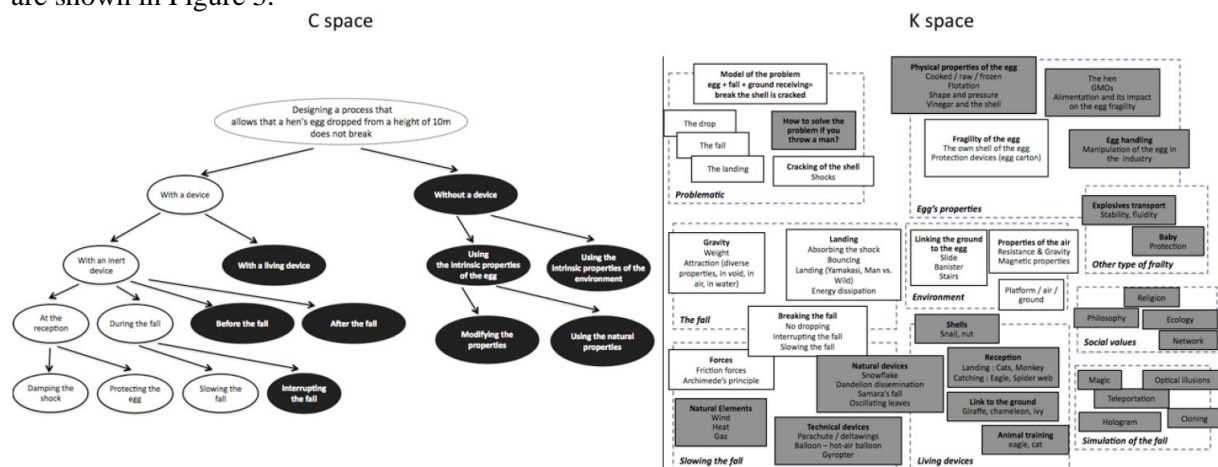 are shown in Figure 3.
C space
Designing a process that
allows that a hen's egg dropped from a height of 10m
does not break
With a device
Without a device
With an inert
device
With a living device
Using
the intrinsic properties
of the egg
Using the
Intrinsic properties of the
environment
At the
reception
During the
fall
Before the fall
After the fall
Modifying the
properties
Using the natural
properties
Damping the
shock
Protecting the
egg
Slowing the
fall
Interrupting
the fall
K space
Model of the problem
egg + fall + ground receiving=
break the shell is cracked
The drop
The fall
The landing
How to solve the
problem if you
throw a man?
Cracking of the shell
Shocks
Problematic
Physical properties of the egg
Cooked / raw / frozen
Flotation
Shape and pressure
Vinegar and the shell
The hen
GMOs
Alimentation and its impact
on the egg fragility
Fragility of the egg
The own shell of the egg
Protection devices (egg carton)
Egg handling
Manipulation of the egg in
the industry
Egg's properties
Explosives transport
Stability, fluidity
Baby
Protection
Other type of frailty
Gravity
Weight
Attraction (diverse
properties, in void, in
air, in water)
Landing
Absorbing the shock
Bouncing
Landing (Yamakasi, Man vs.
Wild)
Energy dissipation
The fall
Linking the ground
to the egg
Slide
Banister
Stairs
Properties of the air
Resistance & Gravity
Magnetic properties
Platform / air /
ground
Environment
Religion
Philosophy
Ecology
Network
Social values
Breaking the fall
No dropping
Interrupting the fall
Slowing the fall
Forces
Friction forces
Archimede's principle
Natural devices
Snowflake
Dandelion dissemination
Samara's fall
Oscillating leaves
Natural Elements
Wind
Heat
Gaz
Technical devices
Parachute / deltawings
Balloon – hot-air balloon
Gyropter
Slowing the fall
Shells
Snail, nut
Reception
Landing : Cats, Monkey
Catching : Eagle, Spider web
Link to the ground
Giraffe, chameleon, ivy
Animal training
eagle, cat
Living devices
Magic
Optical illusions
Teleportation
Hologram
Cloning
Simulation of the fall